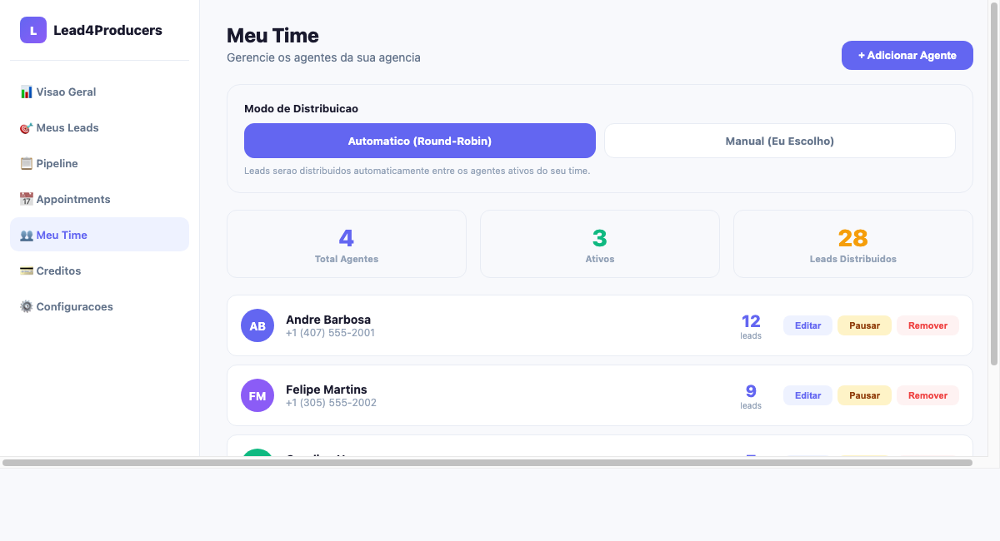 L Lead4Producers
Visao Geral
Meus Leads
Pipeline
Appointments
Meu Time
Creditos
Configuracoes
Meu Time
Gerencie os agentes da sua agencia
+ Adicionar Agente
Modo de Distribuicao
Automatico (Round-Robin)
Manual (Eu Escolho)
Leads serao distribuidos automaticamente entre os agentes ativos do seu time.
4
Total Agentes
3
Ativos
28
Leads Distribuidos
AB
Andre Barbosa
+1 (407) 555-2001
12
leads
Editar
Pausar
Remover
FM
Felipe Martins
+1 (305) 555-2002
9
leads
Editar
Pausar
Remover